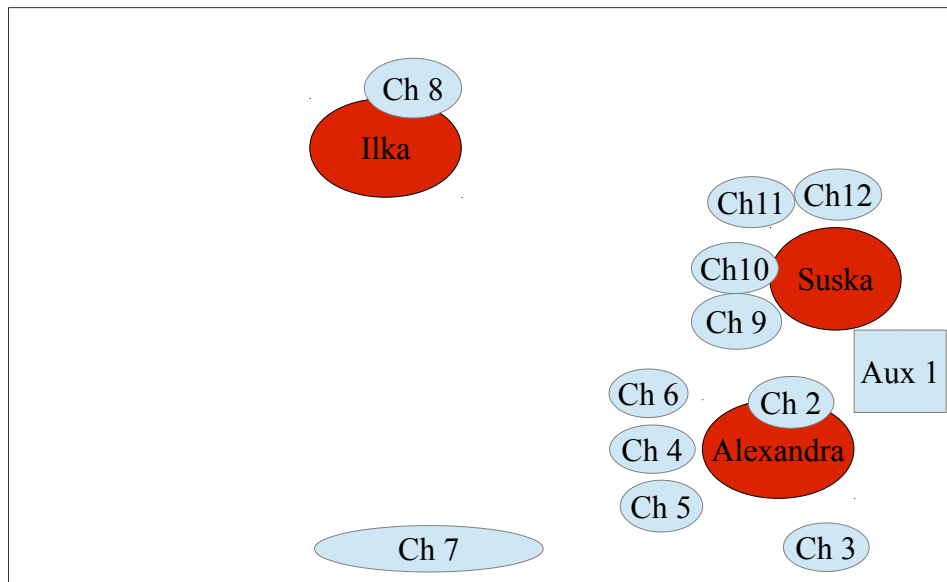 Ch 8
Ilka
Ch11
Ch12
Ch10
Suska
Ch 9
Aux 1
Ch 6
Ch 2
Ch 4
Alexandra
Ch 5
Ch 7
Ch 3